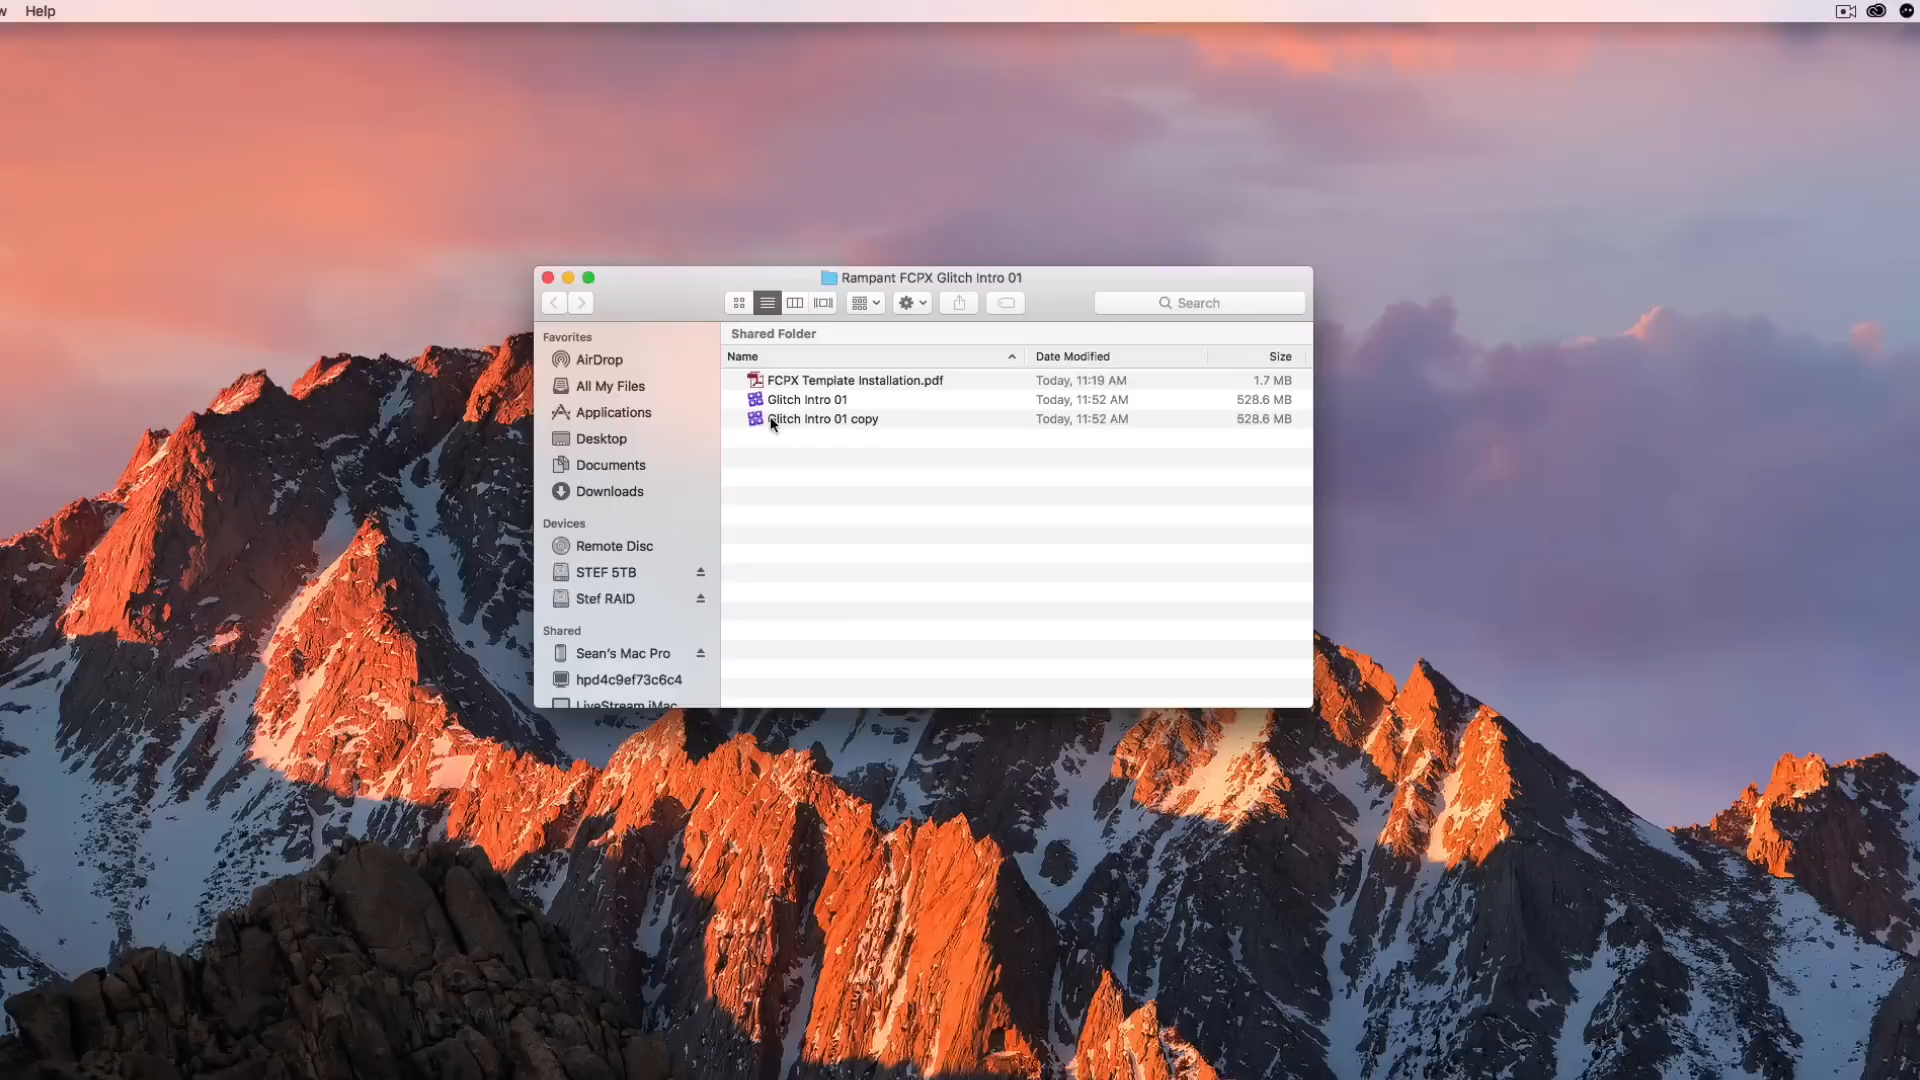 Help
Rampant FCPX Glitch Intro 01
Search
Favorites
AirDrop
All My Files
Applications
Desktop
Documents
Downloads
Devices
Remote Disc
STEF 5TB
Stef RAID
Shared
Sean's Mac Pro
hpd4c9ef73c6c4
LiveStream iMac
Shared Folder
Name Date Modified Size
FCPX Template Installation.pdf Today, 11:19 AM 1.7 MB
Glitch Intro 01 Today, 11:52 AM 528.6 MB
Glitch Intro 01 copy Today, 11:52 AM 528.6 MB